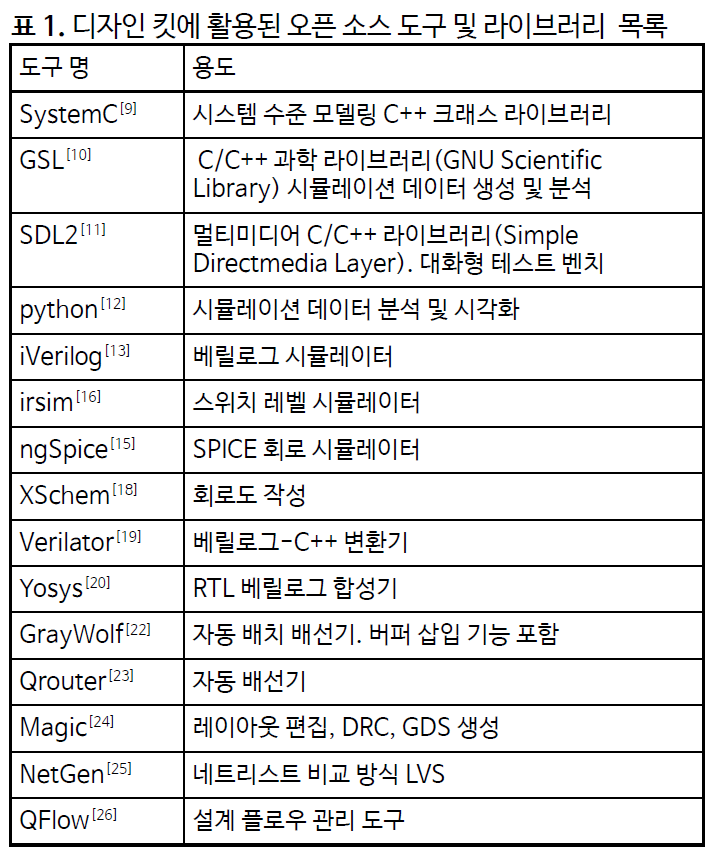 표 1. 디자인 킷에 활용된 오픈 소스 도구 및 라이브러리 목록
도구 명 용도
SystemC[9] 시스템 수준 모델링 C++ 크래스 라이브러리
GSL[10] C/C++ 과학 라이브러리(GNU Scientific
Library) 시뮬레이션 데이터 생성 및 분석
SDL2[11] 멀티미디어 C/C++ 라이브러리(Simple
Directmedia Layer). 대화형 테스트 벤치
python[12] 시뮬레이션 데이터 분석 및 시각화
iVerilog[13] 베릴로그 시뮬레이터
irsim[16] 스위치 레벨 시뮬레이터
ngSpice[15] SPICE 회로 시뮬레이터
XSchem[18] 회로도 작성
Verilator[19] 베릴로그-C++ 변환기
Yosys[20] RTL 베릴로그 합성기
GrayWolf[22] 자동 배치 배선기. 버퍼 삽입 기능 포함
Qrouter[23] 자동 배선기
Magic[24] 레이아웃 편집, DRC, GDS 생성
NetGen[25] 네트리스트 비교 방식 LVS
QFlow[26] 설계 플로우 관리 도구